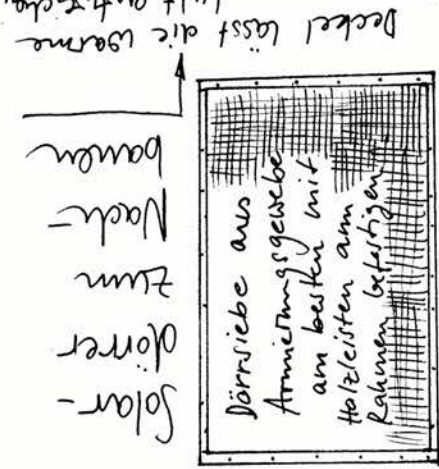 Solar-
dörrer
zum
Nach-
bauen
Dörrsiebe aus
Armierungsgewebe
am besten mit
Holzleisten am
Rahmen befestigen
Deckel lässt die warme
Luft